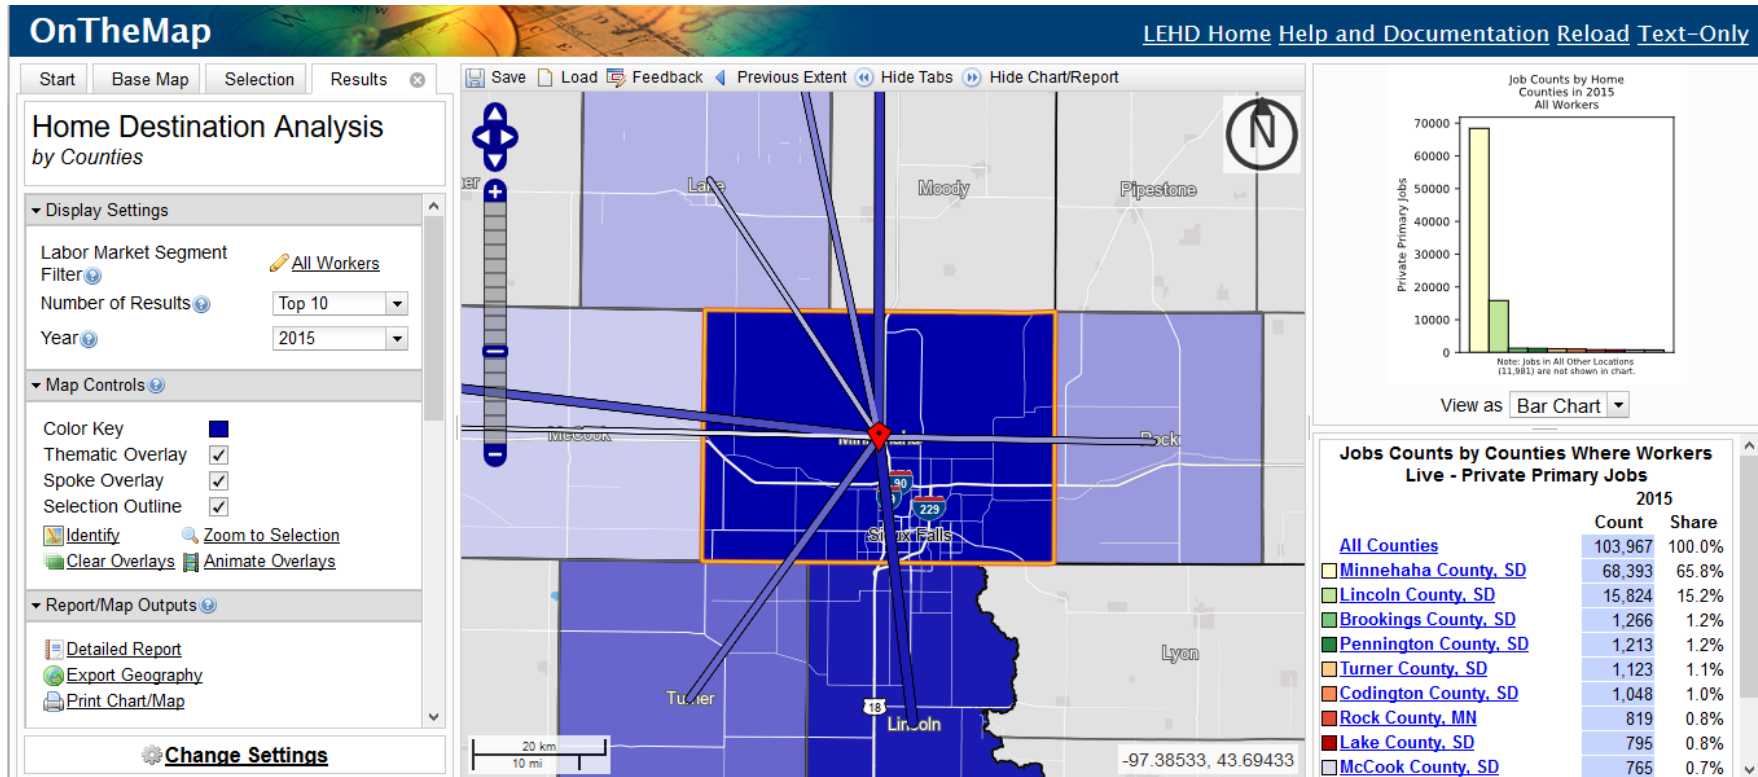 OnTheMap
LEHD Home Help and Documentation Reload Text-Only
Start Base Map Selection Results
Save Load Feedback Previous Extent Hide Tabs Hide Chart/Report
Home Destination Analysis
by Counties
Display Settings
Labor Market Segment
Filter
All Workers
Number of Results
Top 10
Year
2015
Map Controls
Color Key
Thematic Overlay
Spoke Overlay
Selection Outline
Identify Zoom to Selection
Clear Overlays Animate Overlays
Report/Map Outputs
Detailed Report
Export Geography
Print Chart/Map
Change Settings
Lake
Moody
Pipestone
McCook
Minnehaha
Rock
90
229
Sioux Falls
Lyon
Turner
18
Lincoln
20 km
10 mi
-97.38533, 43.69433
N
Job Counts by Home
Counties in 2015
All Workers
Private Primary Jobs
70000
60000
50000
40000
30000
20000
10000
0
Note: Jobs in All Other Locations
(11,981) are not shown in chart.
View as Bar Chart
Jobs Counts by Counties Where Workers
Live - Private Primary Jobs
2015
Count Share
All Counties 103,967 100.0%
Minnehaha County, SD 68,393 65.8%
Lincoln County, SD 15,824 15.2%
Brookings County, SD 1,266 1.2%
Pennington County, SD 1,213 1.2%
Turner County, SD 1,123 1.1%
Codington County, SD 1,048 1.0%
Rock County, MN 819 0.8%
Lake County, SD 795 0.8%
McCook County, SD 765 0.7%